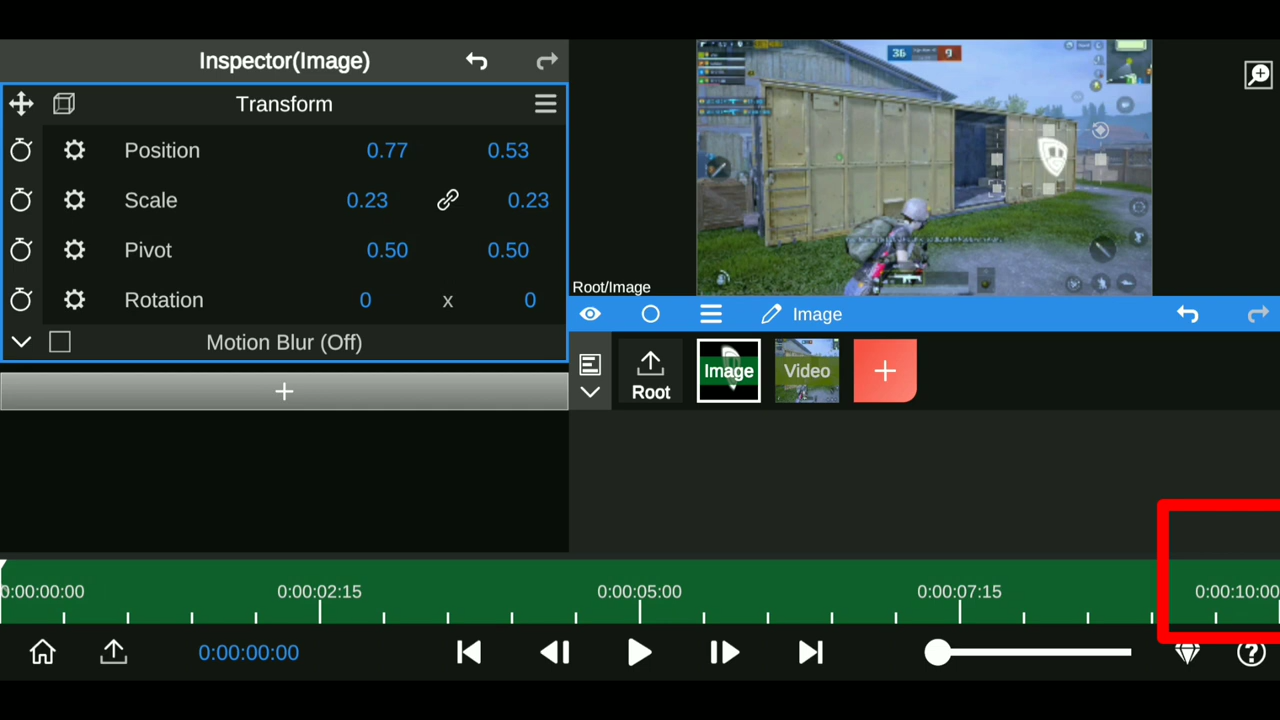 Inspector(Image)
Transform
Position 0.77 0.53
Scale 0.23 0.23
Pivot 0.50 0.50
Rotation 0 x 0
Motion Blur (Off)
+
36 9
Root/Image
Image
Root
Image
Video
+
0:00:00:00 0:00:02:15 0:00:05:00 0:00:07:15 0:00:10:00
0:00:00:00
?